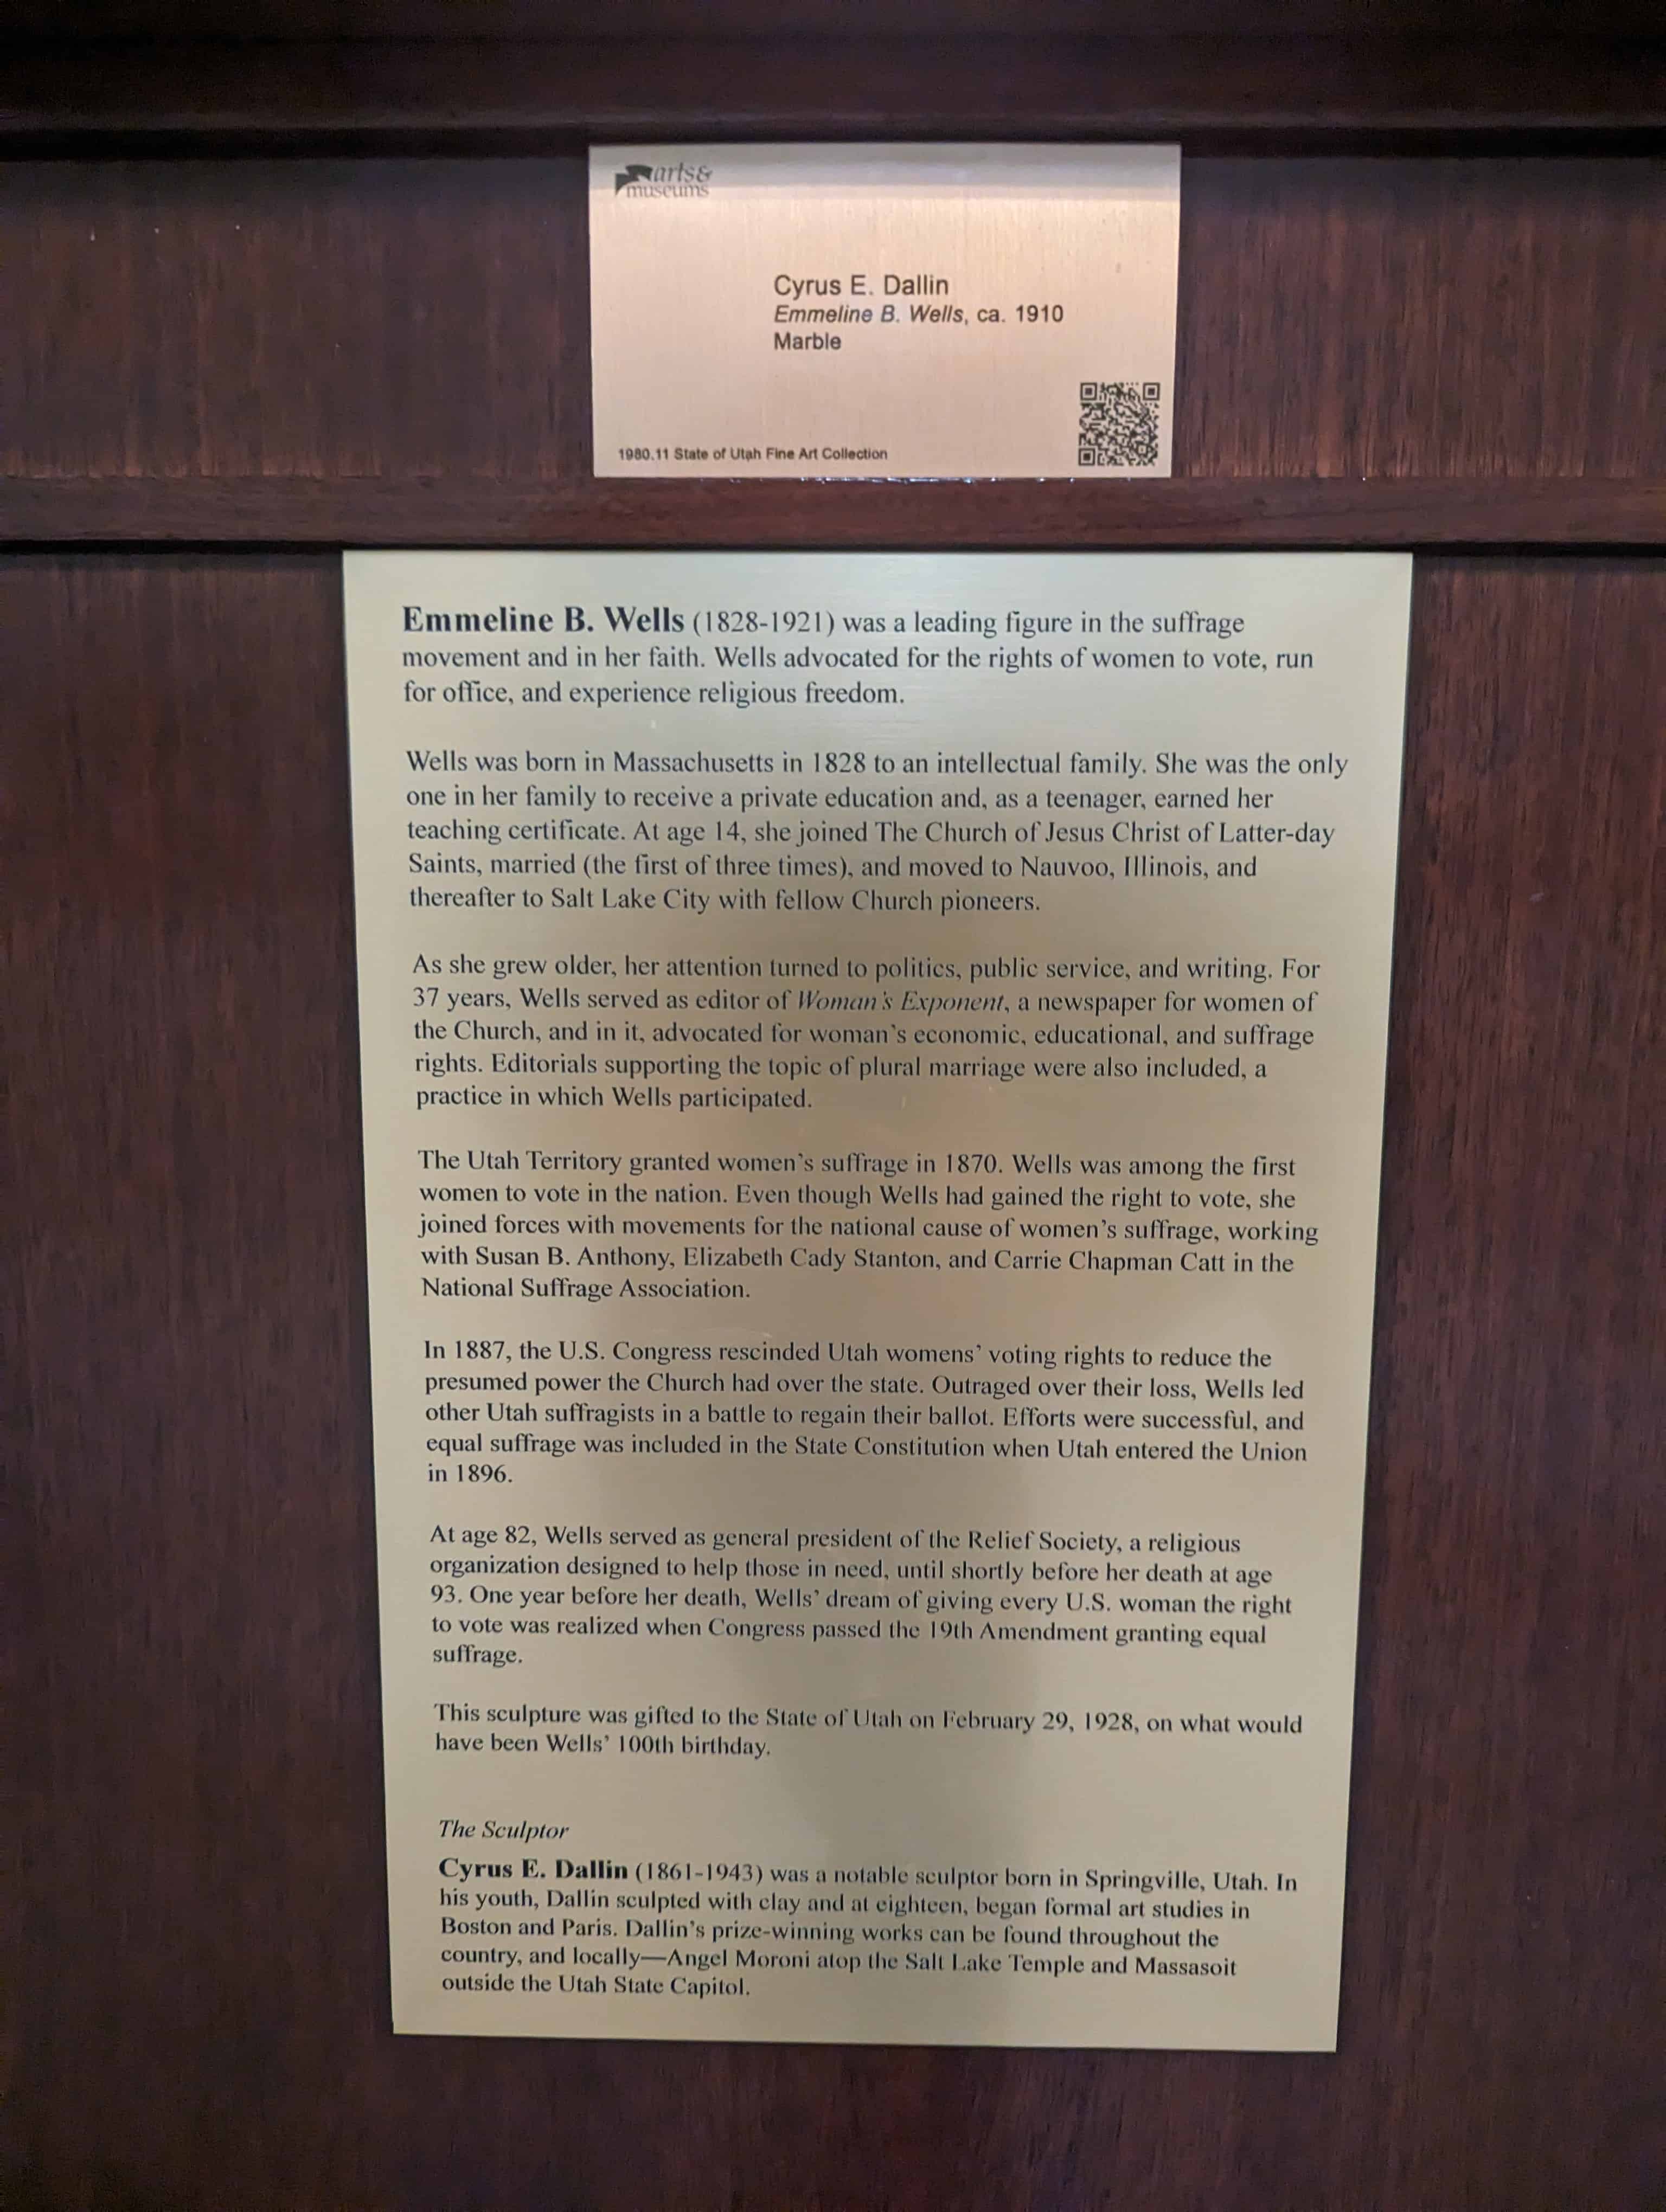 arts&
museums
Cyrus E. Dallin
Emmeline B. Wells, ca. 1910
Marble
1980.11 State of Utah Fine Art Collection
Emmeline B. Wells (1828-1921) was a leading figure in the suffrage
movement and in her faith. Wells advocated for the rights of women to vote, run
for office, and experience religious freedom.
Wells was born in Massachusetts in 1828 to an intellectual family. She was the only
one in her family to receive a private education and, as a teenager, earned her
teaching certificate. At age 14, she joined The Church of Jesus Christ of Latter-day
Saints, married (the first of three times), and moved to Nauvoo, Illinois, and
thereafter to Salt Lake City with fellow Church pioneers.
As she grew older, her attention turned to politics, public service, and writing. For
37 years, Wells served as editor of Woman's Exponent, a newspaper for women of
the Church, and in it, advocated for woman's economic, educational, and suffrage
rights. Editorials supporting the topic of plural marriage were also included, a
practice in which Wells participated.
The Utah Territory granted women's suffrage in 1870. Wells was among the first
women to vote in the nation. Even though Wells had gained the right to vote, she
joined forces with movements for the national cause of women's suffrage, working
with Susan B. Anthony, Elizabeth Cady Stanton, and Carrie Chapman Catt in the
National Suffrage Association.
In 1887, the U.S. Congress rescinded Utah womens' voting rights to reduce the
presumed power the Church had over the state. Outraged over their loss, Wells led
other Utah suffragists in a battle to regain their ballot. Efforts were successful, and
equal suffrage was included in the State Constitution when Utah entered the Union
in 1896.
At age 82, Wells served as general president of the Relief Society, a religious
organization designed to help those in need, until shortly before her death at age
93. One year before her death, Wells' dream of giving every U.S. woman the right
to vote was realized when Congress passed the 19th Amendment granting equal
suffrage.
This sculpture was gifted to the State of Utah on February 29, 1928, on what would
have been Wells' 100th birthday.
The Sculptor
Cyrus E. Dallin (1861-1943) was a notable sculptor born in Springville, Utah. In
his youth, Dallin sculpted with clay and at eighteen, began formal art studies in
Boston and Paris. Dallin's prize-winning works can be found throughout the
country, and locally—Angel Moroni atop the Salt Lake Temple and Massasoit
outside the Utah State Capitol.